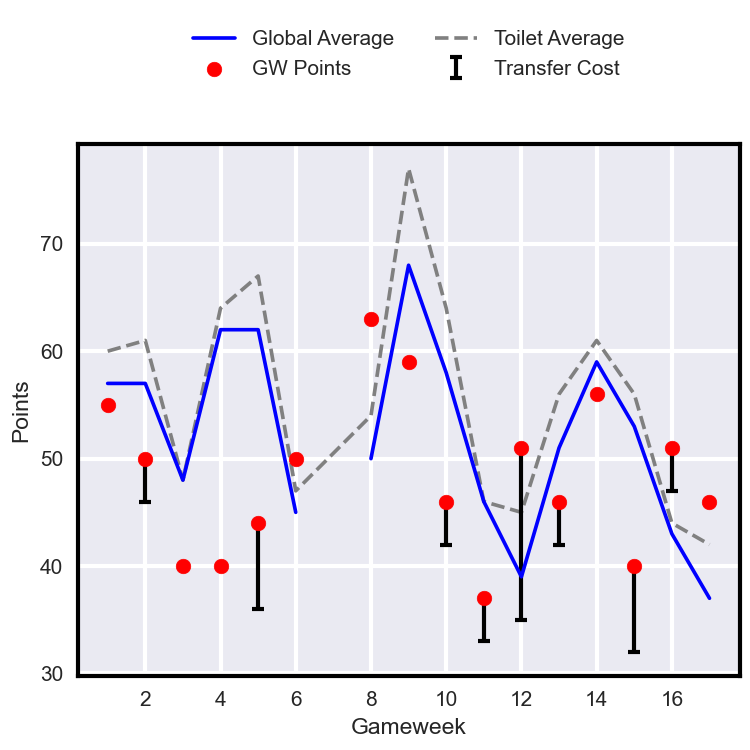 Global Average
Toilet Average
GW Points
Transfer Cost
70
60
50
40
30
Points
2 4 6 8 10 12 14 16
Gameweek